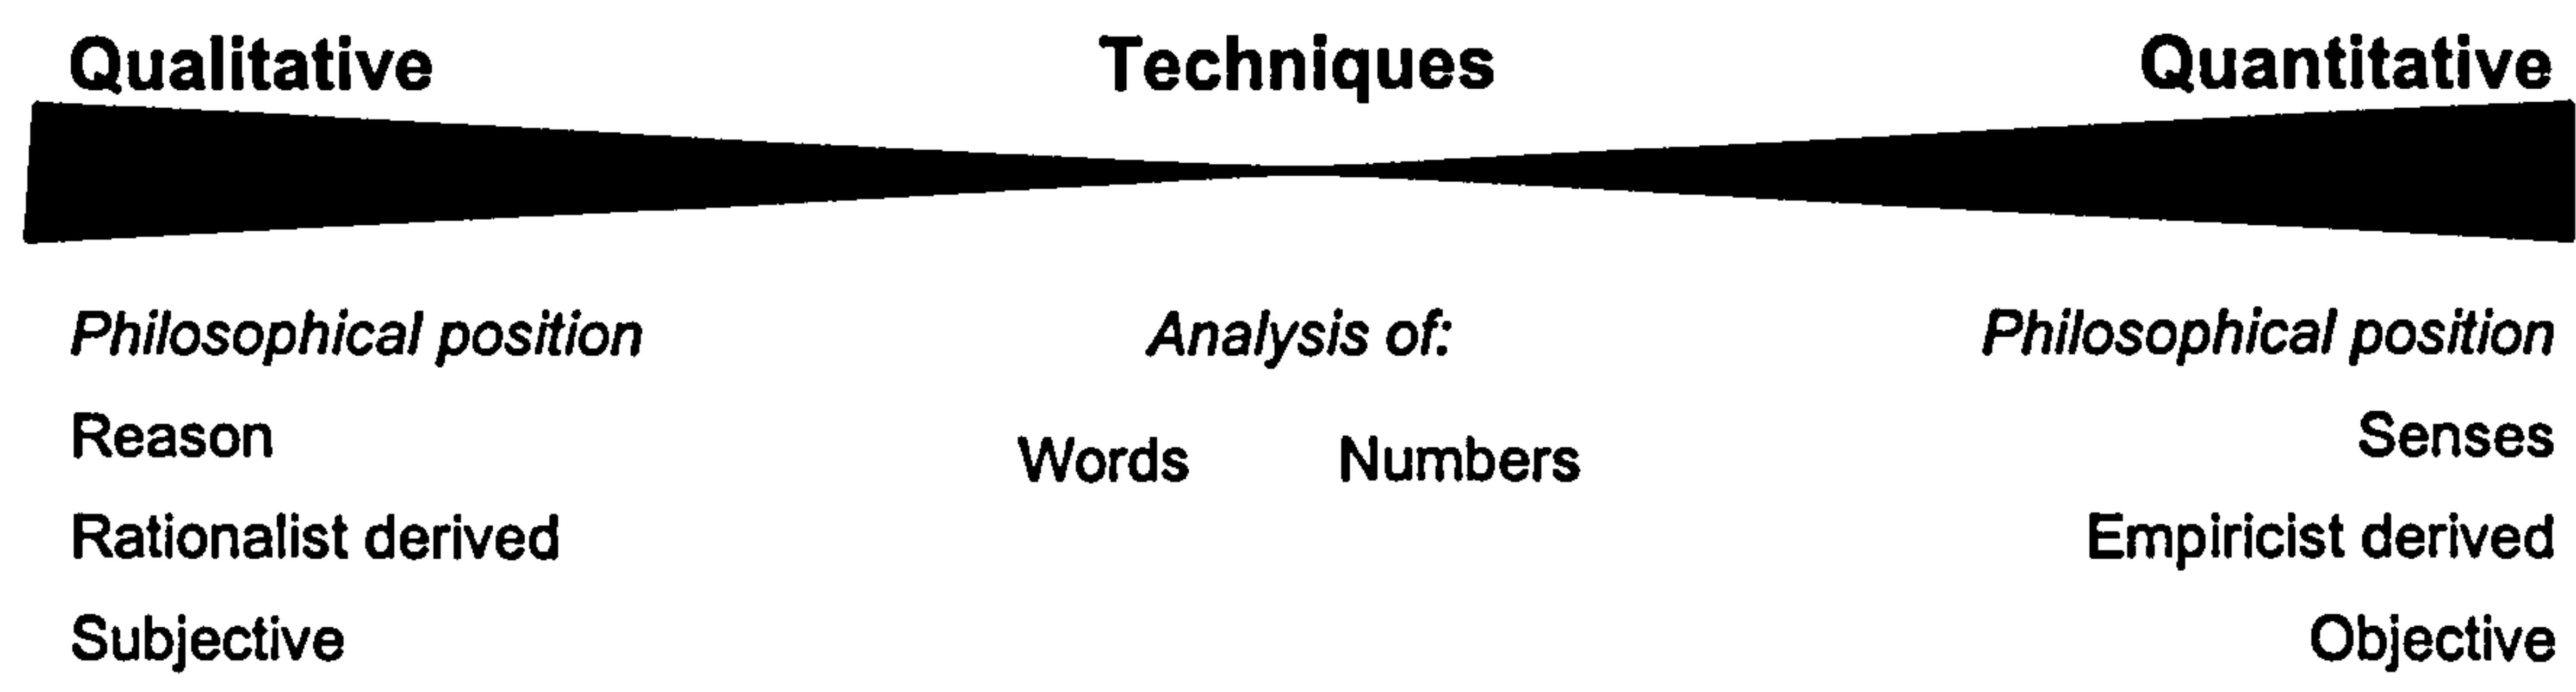 Qualitative Techniques Quantitative
Philosophical position Analysis of: Philosophical position
Reason Words Numbers Senses
Rationalist derived Empiricist derived
Subjective Objective